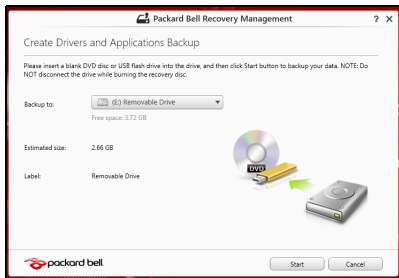 Packard Bell Recovery Management
? X
Create Drivers and Applications Backup
Please insert a blank DVD disc or USB flash drive into the drive, and then click Start button to backup your data. NOTE: Do
NOT disconnect the drive while burning the recovery disc.
Backup to:
(E:) Removable Drive
Free space: 3.72 GB
Estimated size:
2.66 GB
Label:
Removable Drive
DVD
packard bell.
Start
Cancel